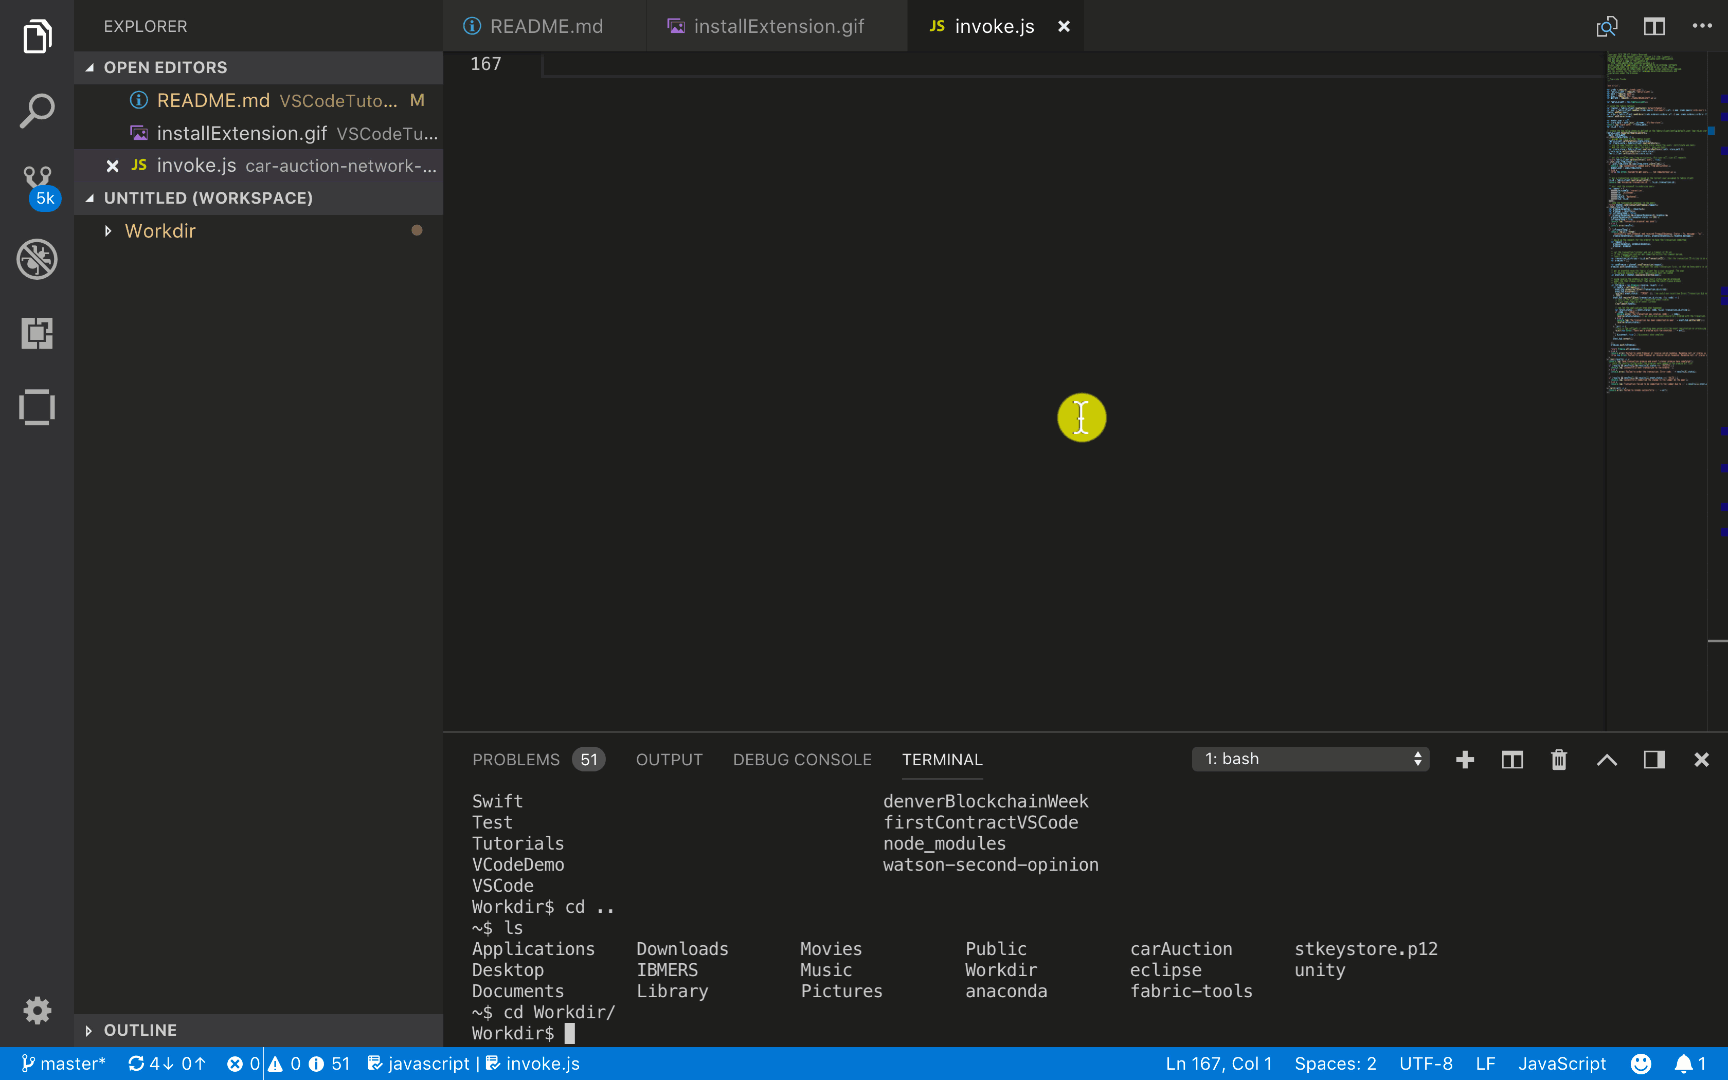 EXPLORER
README.md
installExtension.gif
JS invoke.js
OPEN EDITORS
README.md VSCodeTuto... M
installExtension.gif VSCodeTu...
JS invoke.js car-auction-network-...
5k
UNTITLED (WORKSPACE)
Workdir
167
PROBLEMS 51 OUTPUT DEBUG CONSOLE TERMINAL 1: bash
Swift denverBlockchainWeek
Test firstContractVSCode
Tutorials node_modules
VCodeDemo watson-second-opinion
VSCode
Workdir$ cd ..
~$ ls
Applications Downloads Movies Public carAuction stkeystore.p12
Desktop IBMERS Music Workdir eclipse unity
Documents Library Pictures anaconda fabric-tools
~$ cd Workdir/
Workdir$
OUTLINE
master* 4↓ 0↑ 0 0 51 javascript | invoke.js Ln 167, Col 1 Spaces: 2 UTF-8 LF JavaScript 1